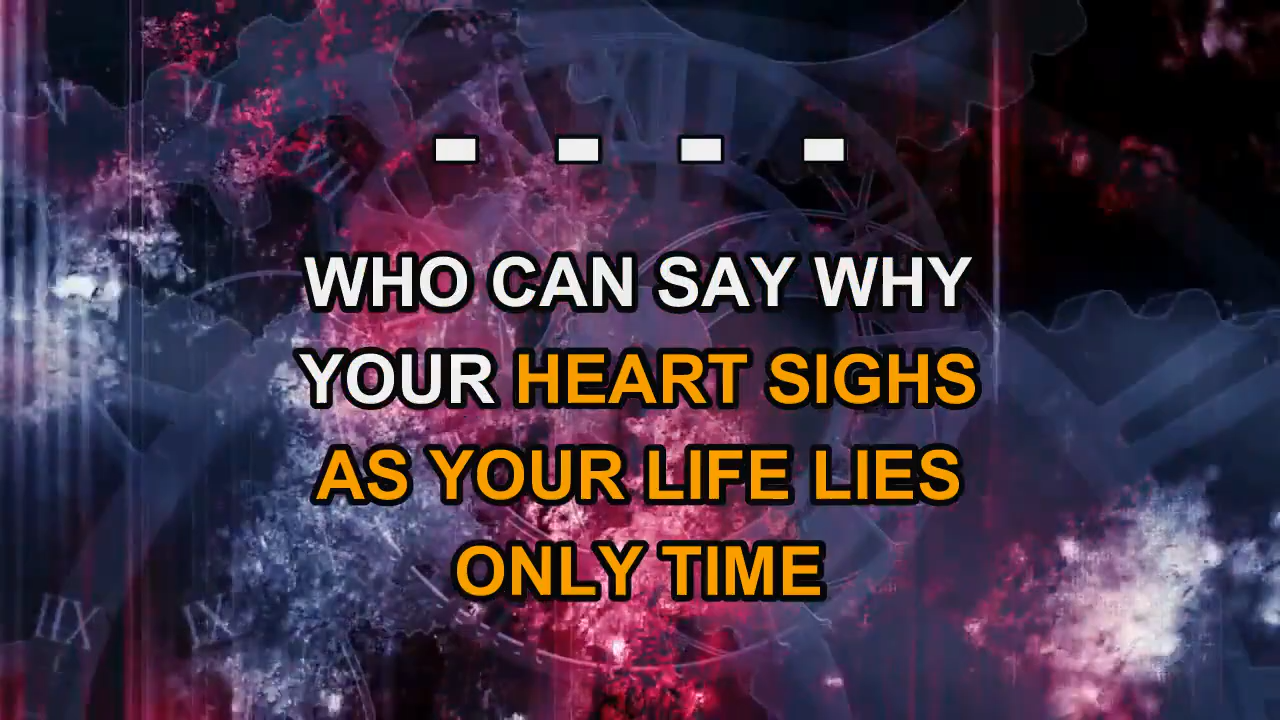 - - - -
WHO CAN SAY WHY
YOUR HEART SIGHS
AS YOUR LIFE LIES
ONLY TIME